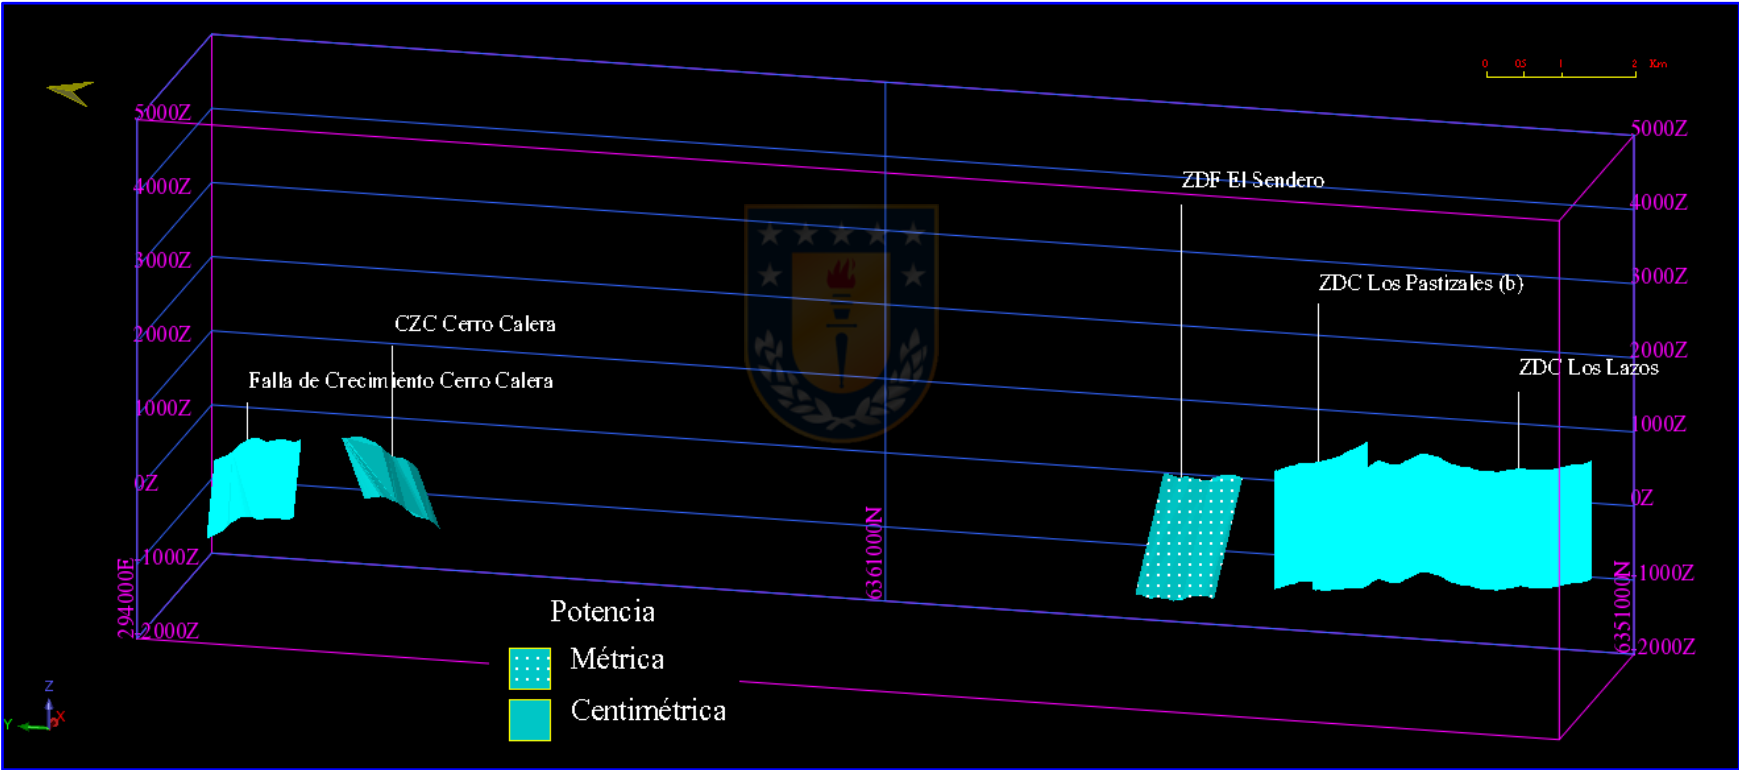 0 0.5 1 2 Km
5000Z
5000Z
ZDF El Sendero
4000Z
4000Z
3000Z
3000Z
ZDC Los Pastizales (b)
CZC Cerro Calera
2000Z
2000Z
ZDC Los Lazos
Falla de Crecimiento Cerro Calera
1000Z
1000Z
0Z
0Z
6361000N
-1000Z
-1000Z
294000E
6351000N
Potencia
-2000Z
-2000Z
Métrica
Centimétrica
Z
Y
X